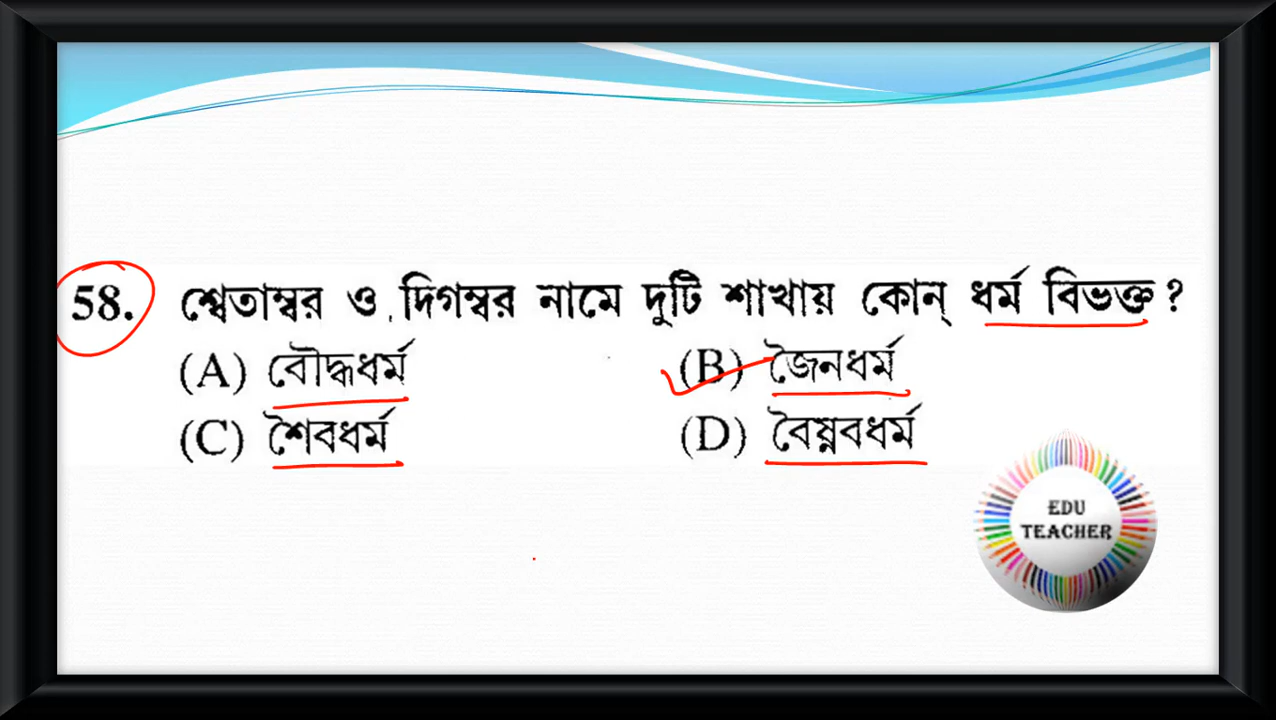 58. শ্বেতাম্বর ও দিগম্বর নামে দুটি শাখায় কোন্ ধর্ম বিভক্ত?
(A) বৌদ্ধধর্ম (B) জৈনধর্ম
(C) শৈবধর্ম (D) বৈষ্ণবধর্ম
EDU
TEACHER